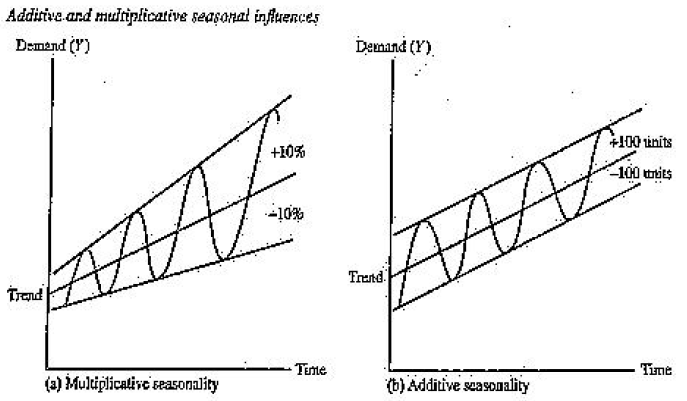 Additive and multiplicative seasonal influences
Demand (Y)
+10%
−10%
Trend
Time
(a) Multiplicative seasonality
Demand (Y)
+100 units
−100 units
Trend
Time
(b) Additive seasonality